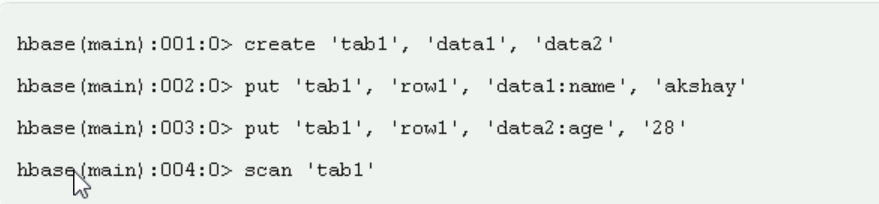 hbase(main):001:0> create 'tab1', 'data1', 'data2'
hbase(main):002:0> put 'tab1', 'row1', 'data1:name', 'akshay'
hbase(main):003:0> put 'tab1', 'row1', 'data2:age', '28'
hbase(main):004:0> scan 'tab1'